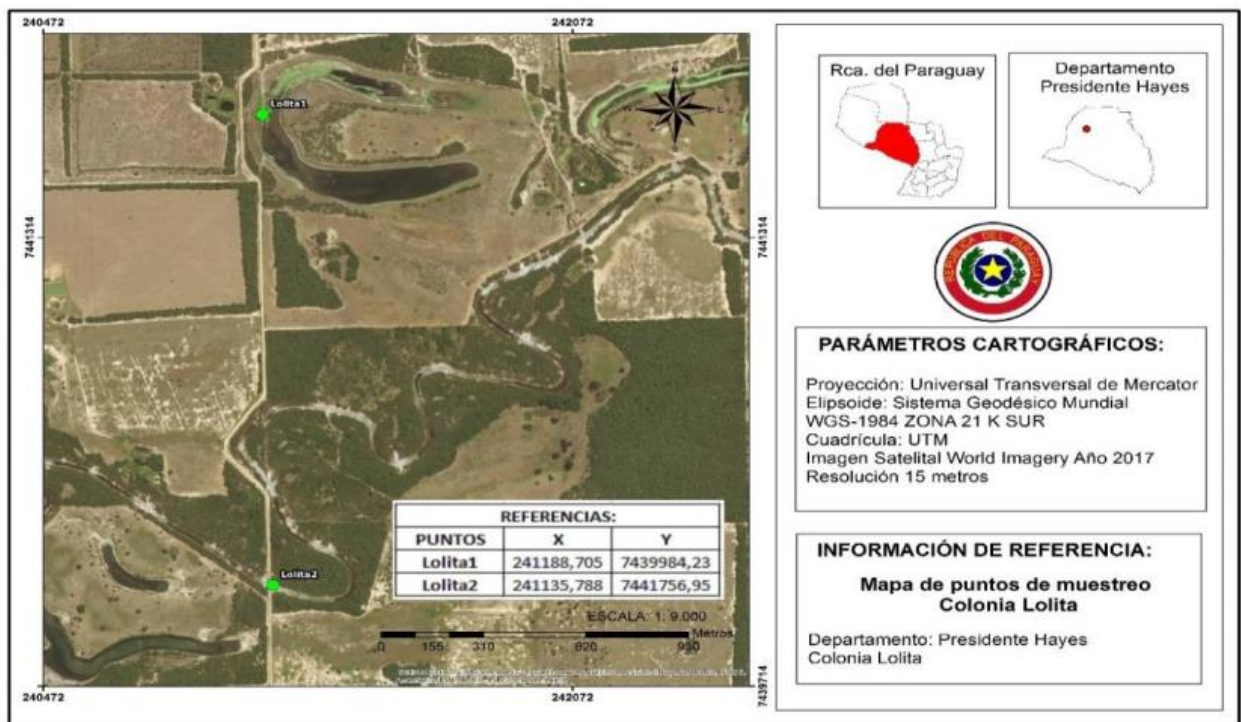 240472 242072
Lolita1
W E
7441314 7441314
Lolita2
REFERENCIAS:
PUNTOS X Y
Lolita1 241188,705 7439984,23
Lolita2 241135,788 7441756,95
ESCALA: 1: 9.000
Metros
0 155 310 620 930
7439714
240472 242072
Rca. del Paraguay
Departamento
Presidente Hayes
REPUBLICA DEL PARAGUAY
PARÁMETROS CARTOGRÁFICOS:
Proyección: Universal Transversal de Mercator
Elipsoide: Sistema Geodésico Mundial
WGS-1984 ZONA 21 K SUR
Cuadrícula: UTM
Imagen Satelital World Imagery Año 2017
Resolución 15 metros
INFORMACIÓN DE REFERENCIA:
Mapa de puntos de muestreo
Colonia Lolita
Departamento: Presidente Hayes
Colonia Lolita